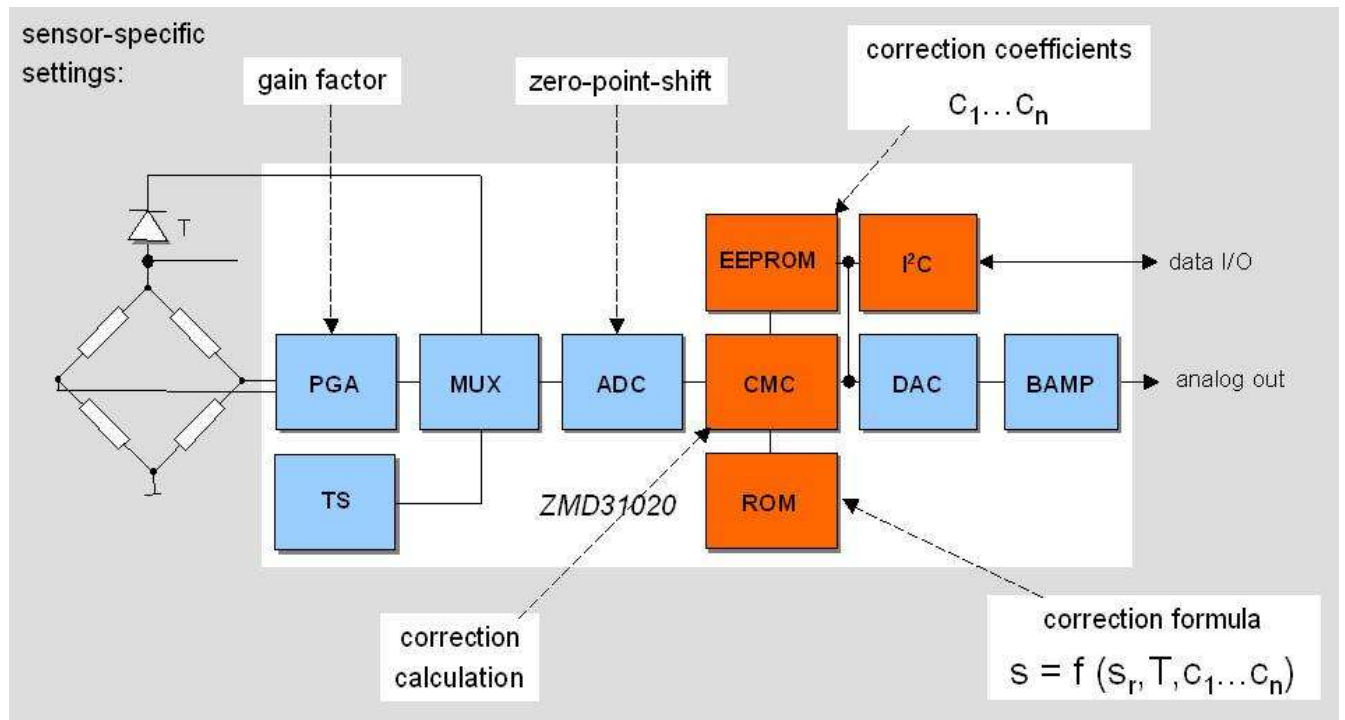 sensor-specific
settings:
gain factor
zero-point-shift
correction coefficients
c₁...cₙ
T
EEPROM
I²C
data I/O
PGA
MUX
ADC
CMC
DAC
BAMP
analog out
TS
ZMD31020
ROM
correction
calculation
correction formula
s = f (sᵣ,T,c₁...cₙ)